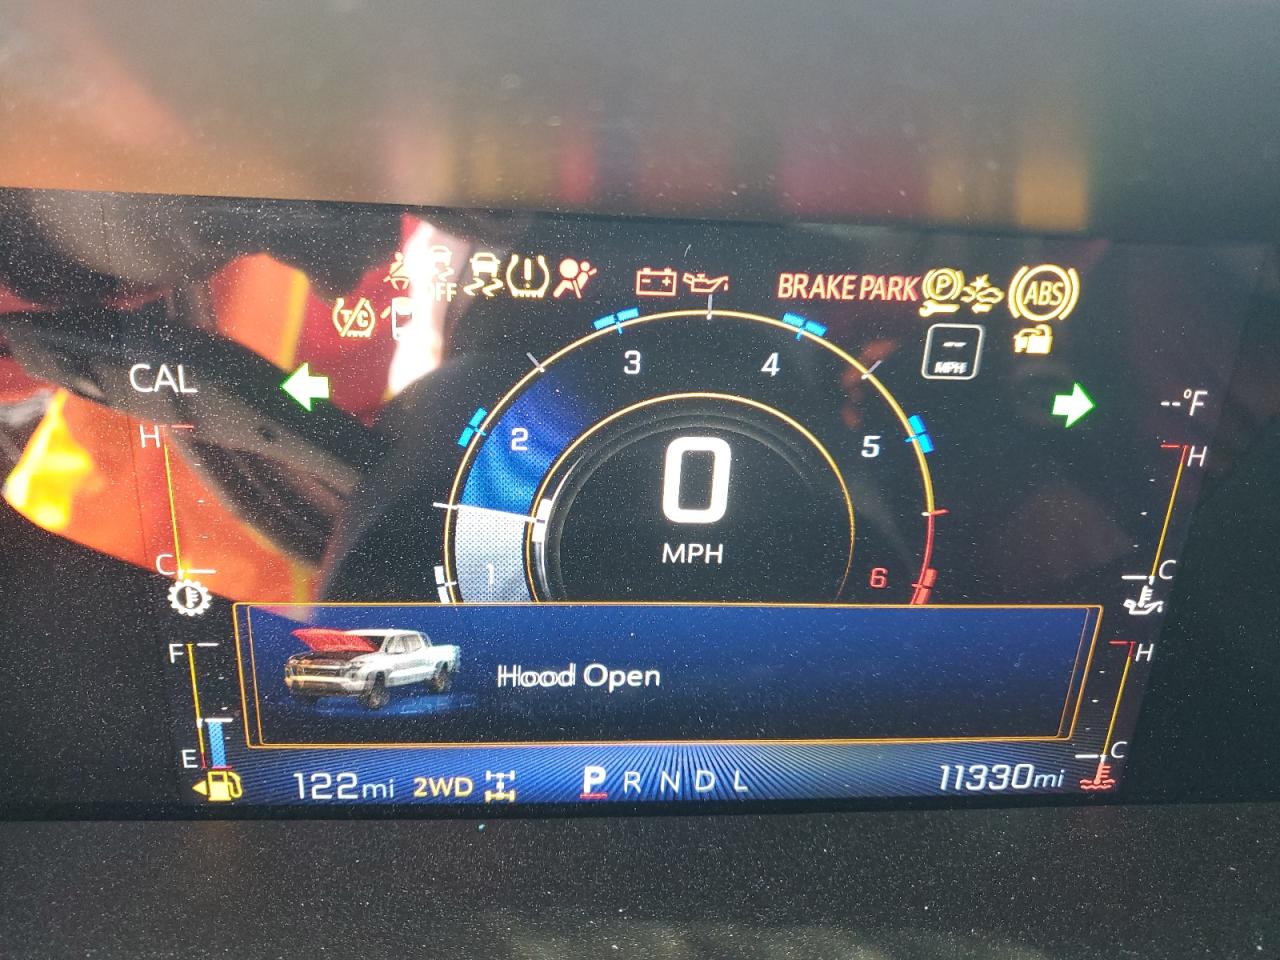 OFF
BRAKE PARK P ABS
T/C
-- MPH
CAL
--°F
3 4
H H
2 5
0
MPH
C C
1 6
F H
Hood Open
E C
122mi 2WD P R N D L 11330mi